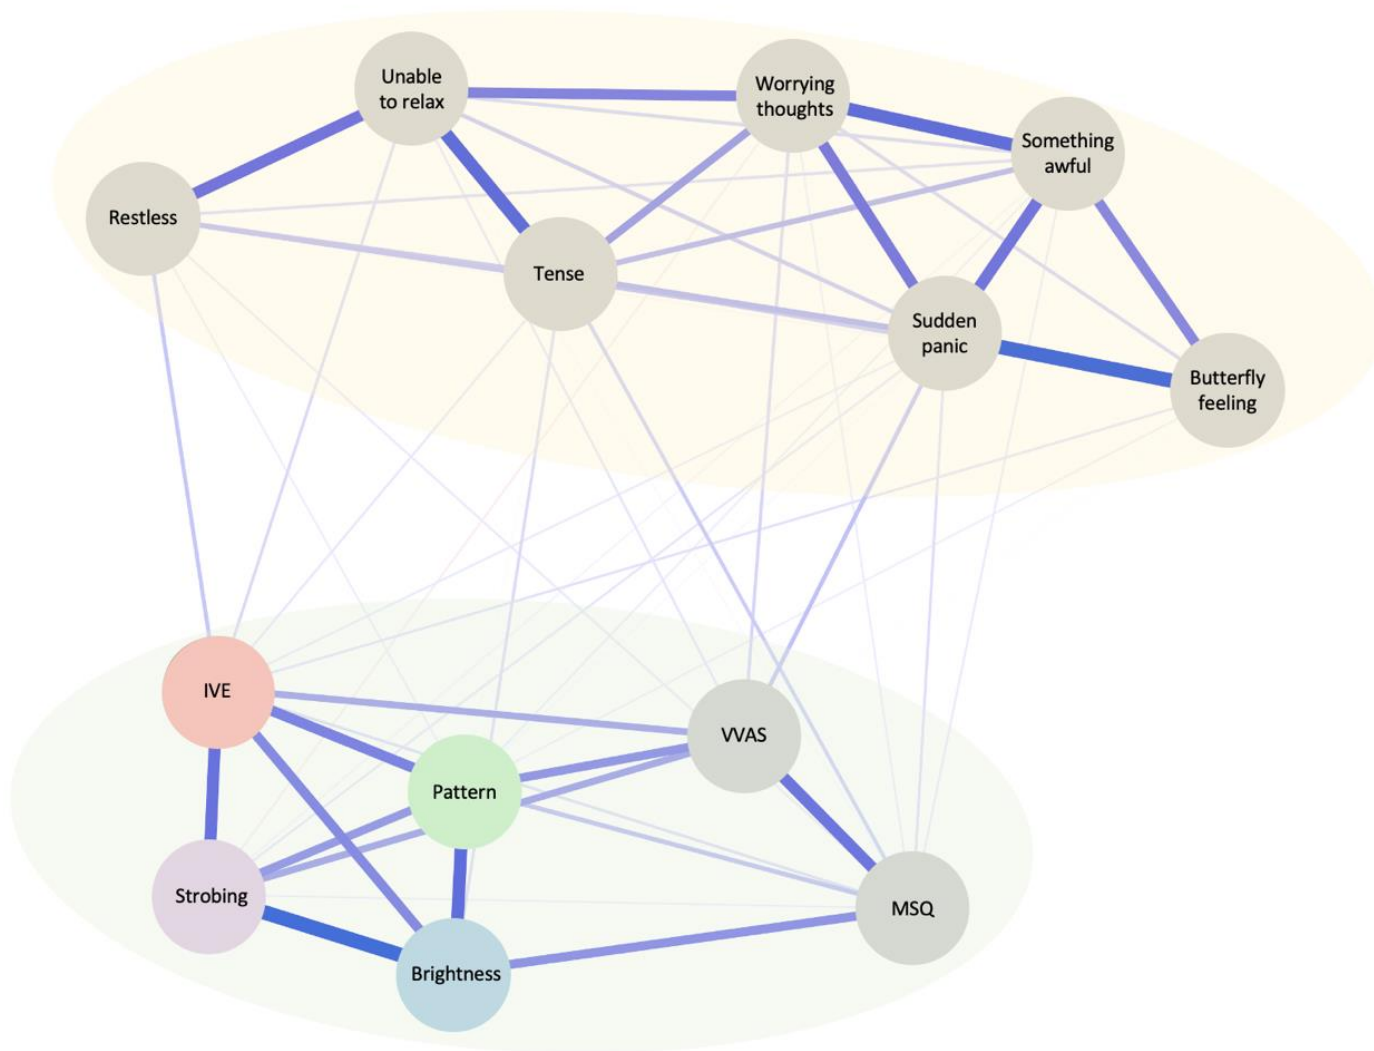 Unable
to relax
Worrying
thoughts
Something
awful
Restless
Tense
Sudden
panic
Butterfly
feeling
IVE
VVAS
Pattern
Strobing
MSQ
Brightness